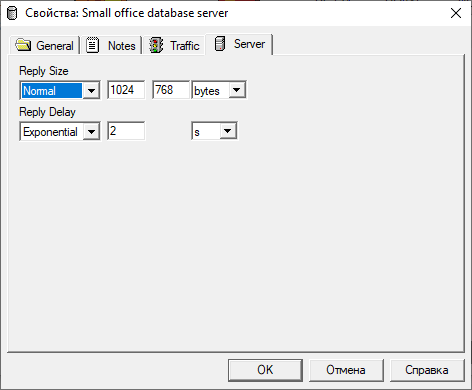 Свойства: Small office database server
General Notes Traffic Server
Reply Size
Normal 1024 768 bytes
Reply Delay
Exponential 2 s
OK Отмена Справка